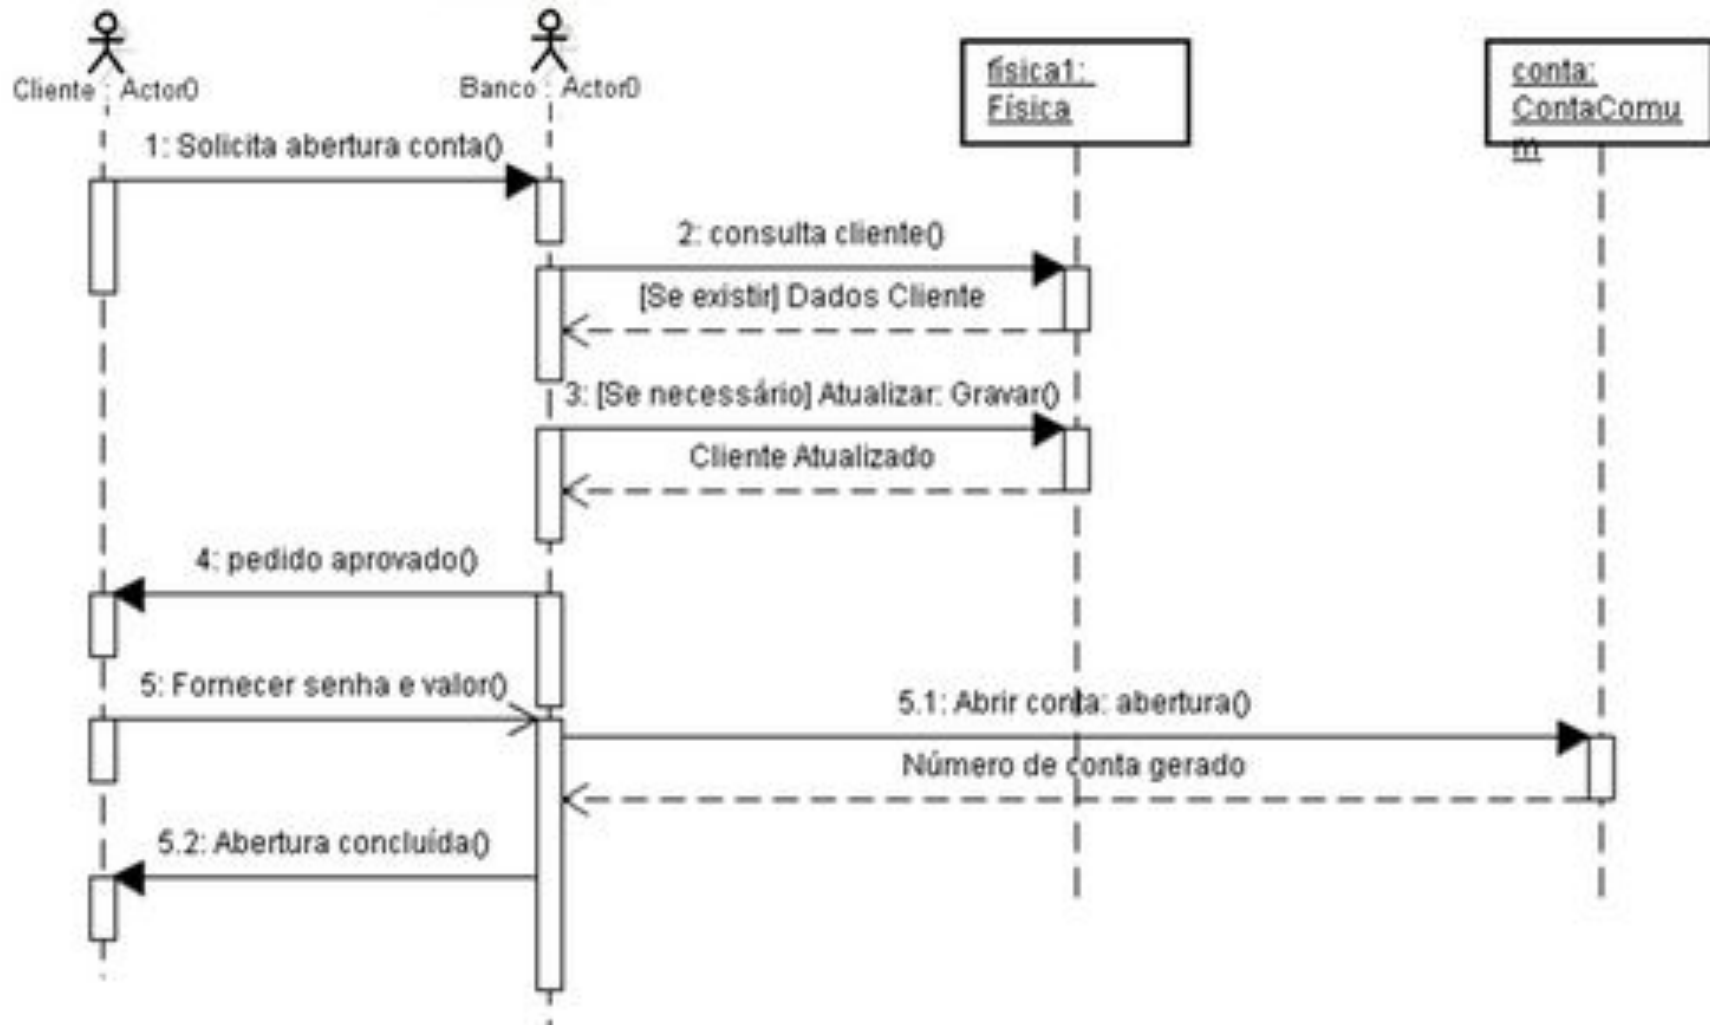 Cliente : Actor0
Banco : Actor0
física1:
Física
conta:
ContaComu
m
1: Solicita abertura conta()
2: consulta cliente()
[Se existir] Dados Cliente
3: [Se necessário] Atualizar: Gravar()
Cliente Atualizado
4: pedido aprovado()
5: Fornecer senha e valor()
5.1: Abrir conta: abertura()
Número de conta gerado
5.2: Abertura concluída()